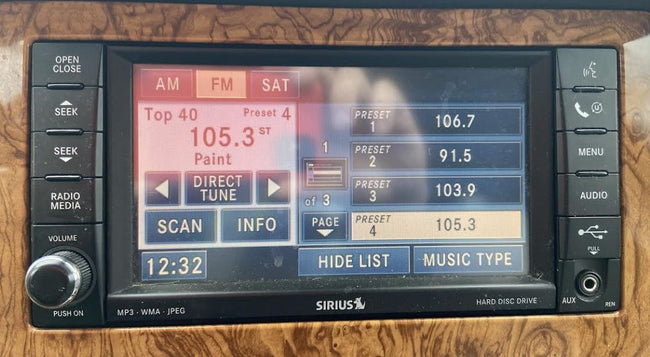 OPEN
CLOSE
SEEK
SEEK
RADIO
MEDIA
VOLUME
PUSH ON
AM FM SAT
Top 40 Preset 4
105.3 ST
Paint
DIRECT
TUNE
SCAN INFO
12:32
1
of 3
PAGE
PRESET
1 106.7
PRESET
2 91.5
PRESET
3 103.9
PRESET
4 105.3
HIDE LIST MUSIC TYPE
MENU
AUDIO
PULL
AUX
REN
MP3 · WMA · JPEG
SIRIUS
HARD DISC DRIVE